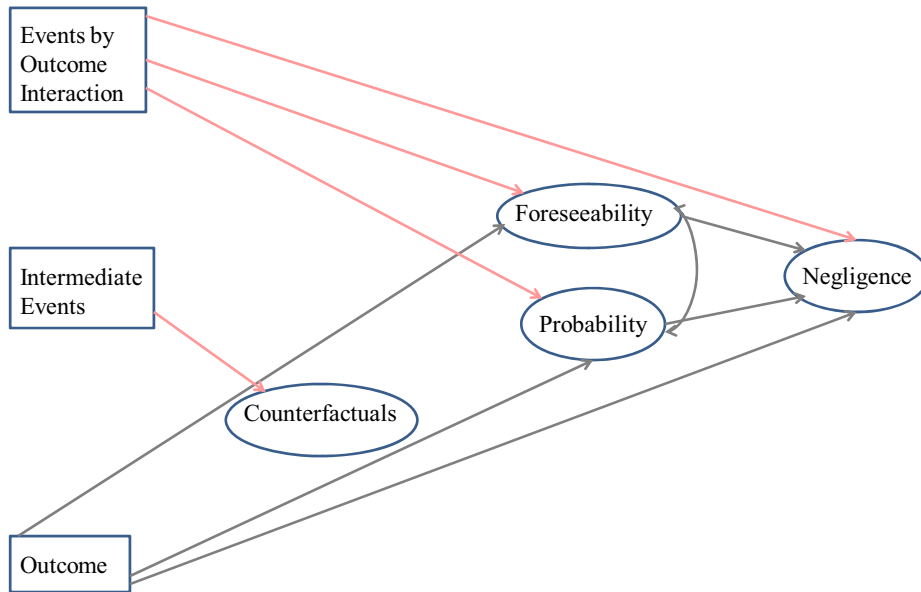 Events by
Outcome
Interaction
Foreseeability
Intermediate
Events
Negligence
Probability
Counterfactuals
Outcome